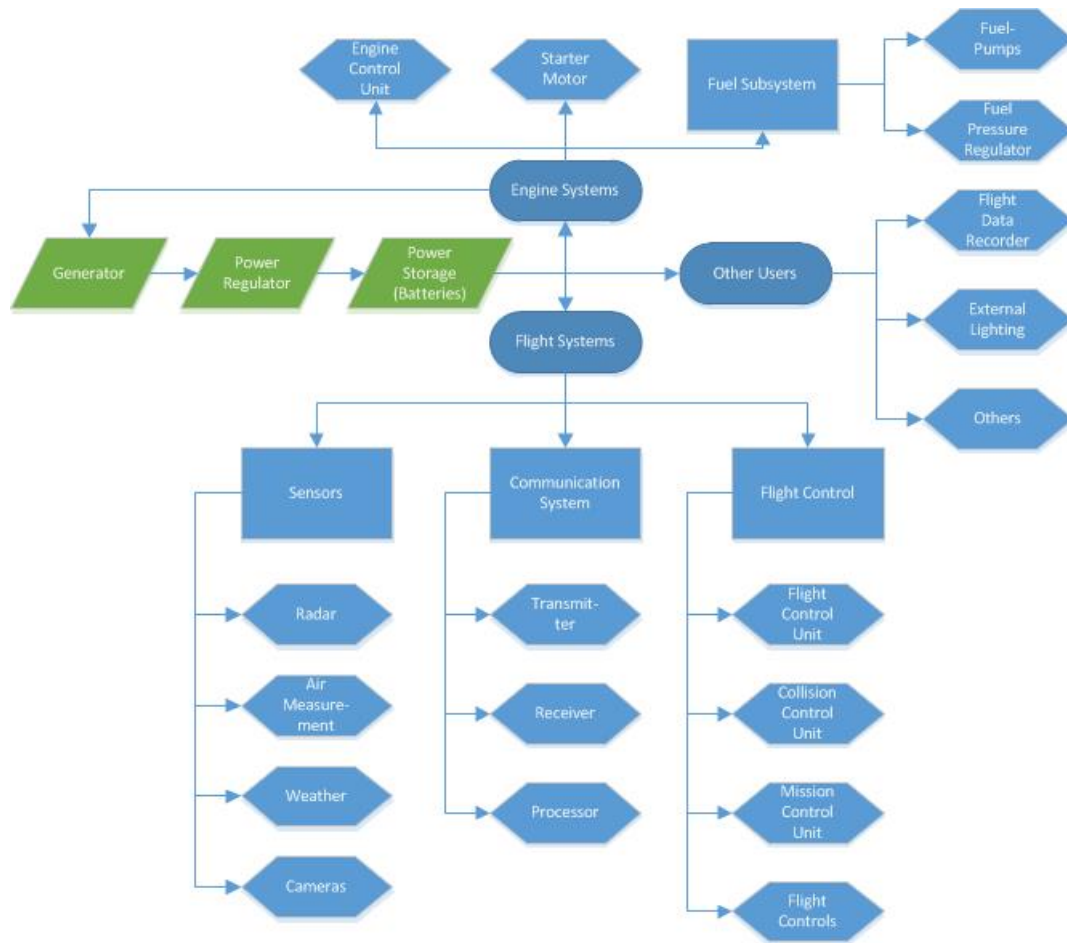 Engine
Control
Unit
Starter
Motor
Fuel Subsystem
Fuel-
Pumps
Fuel
Pressure
Regulator
Engine Systems
Flight
Data
Recorder
Generator
Power
Regulator
Power
Storage
(Batteries)
Other Users
External
Lighting
Flight Systems
Others
Sensors
Communication
System
Flight Control
Radar
Transmit-
ter
Flight
Control
Unit
Air
Measure-
ment
Receiver
Collision
Control
Unit
Weather
Processor
Mission
Control
Unit
Cameras
Flight
Controls